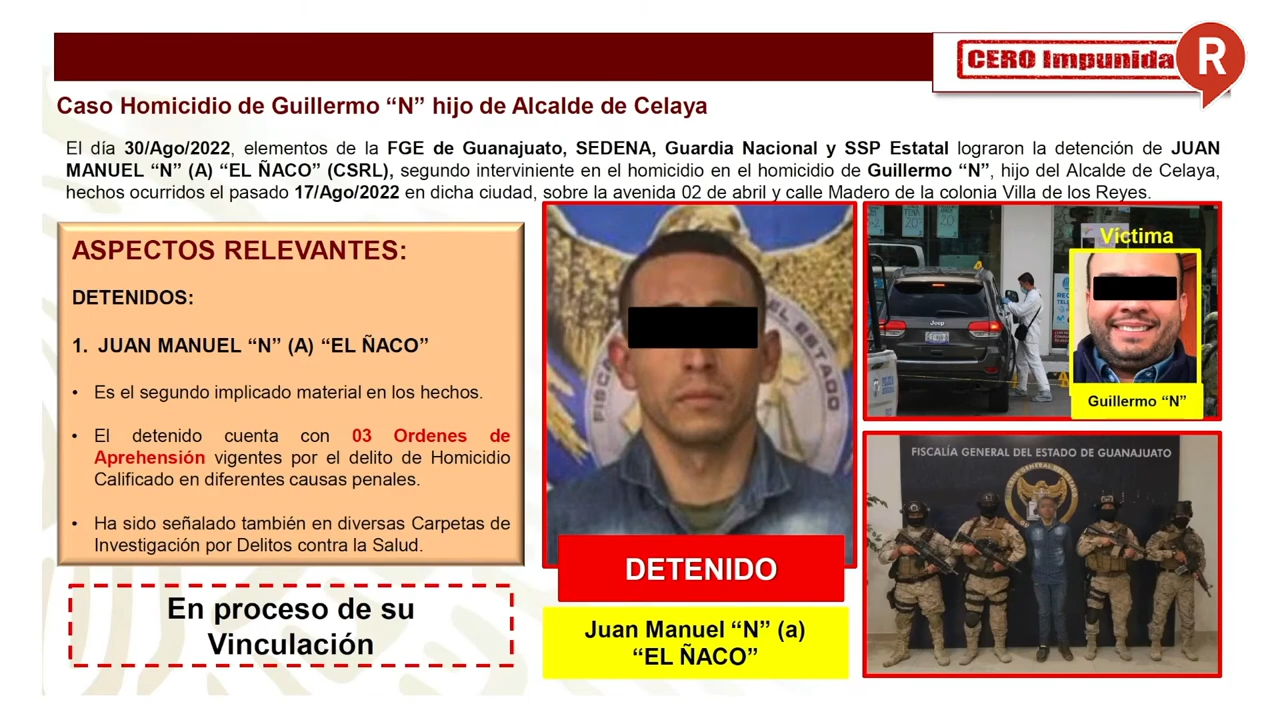 CERO Impunida
R
Caso Homicidio de Guillermo “N” hijo de Alcalde de Celaya
El día 30/Ago/2022, elementos de la FGE de Guanajuato, SEDENA, Guardia Nacional y SSP Estatal lograron la detención de JUAN
MANUEL “N” (A) “EL ÑACO” (CSRL), segundo interviniente en el homicidio en el homicidio de Guillermo “N”, hijo del Alcalde de Celaya,
hechos ocurridos el pasado 17/Ago/2022 en dicha ciudad, sobre la avenida 02 de abril y calle Madero de la colonia Villa de los Reyes.
ASPECTOS RELEVANTES:
DETENIDOS:
1. JUAN MANUEL “N” (A) “EL ÑACO”
• Es el segundo implicado material en los hechos.
• El detenido cuenta con 03 Ordenes de
Aprehensión vigentes por el delito de Homicidio
Calificado en diferentes causas penales.
• Ha sido señalado también en diversas Carpetas de
Investigación por Delitos contra la Salud.
En proceso de su
Vinculación
DEL ESTADO
DETENIDO
Juan Manuel “N” (a)
“EL ÑACO”
Víctima
Jeep
Guillermo “N”
FISCALÍA GENERAL DEL ESTADO DE GUANAJUATO